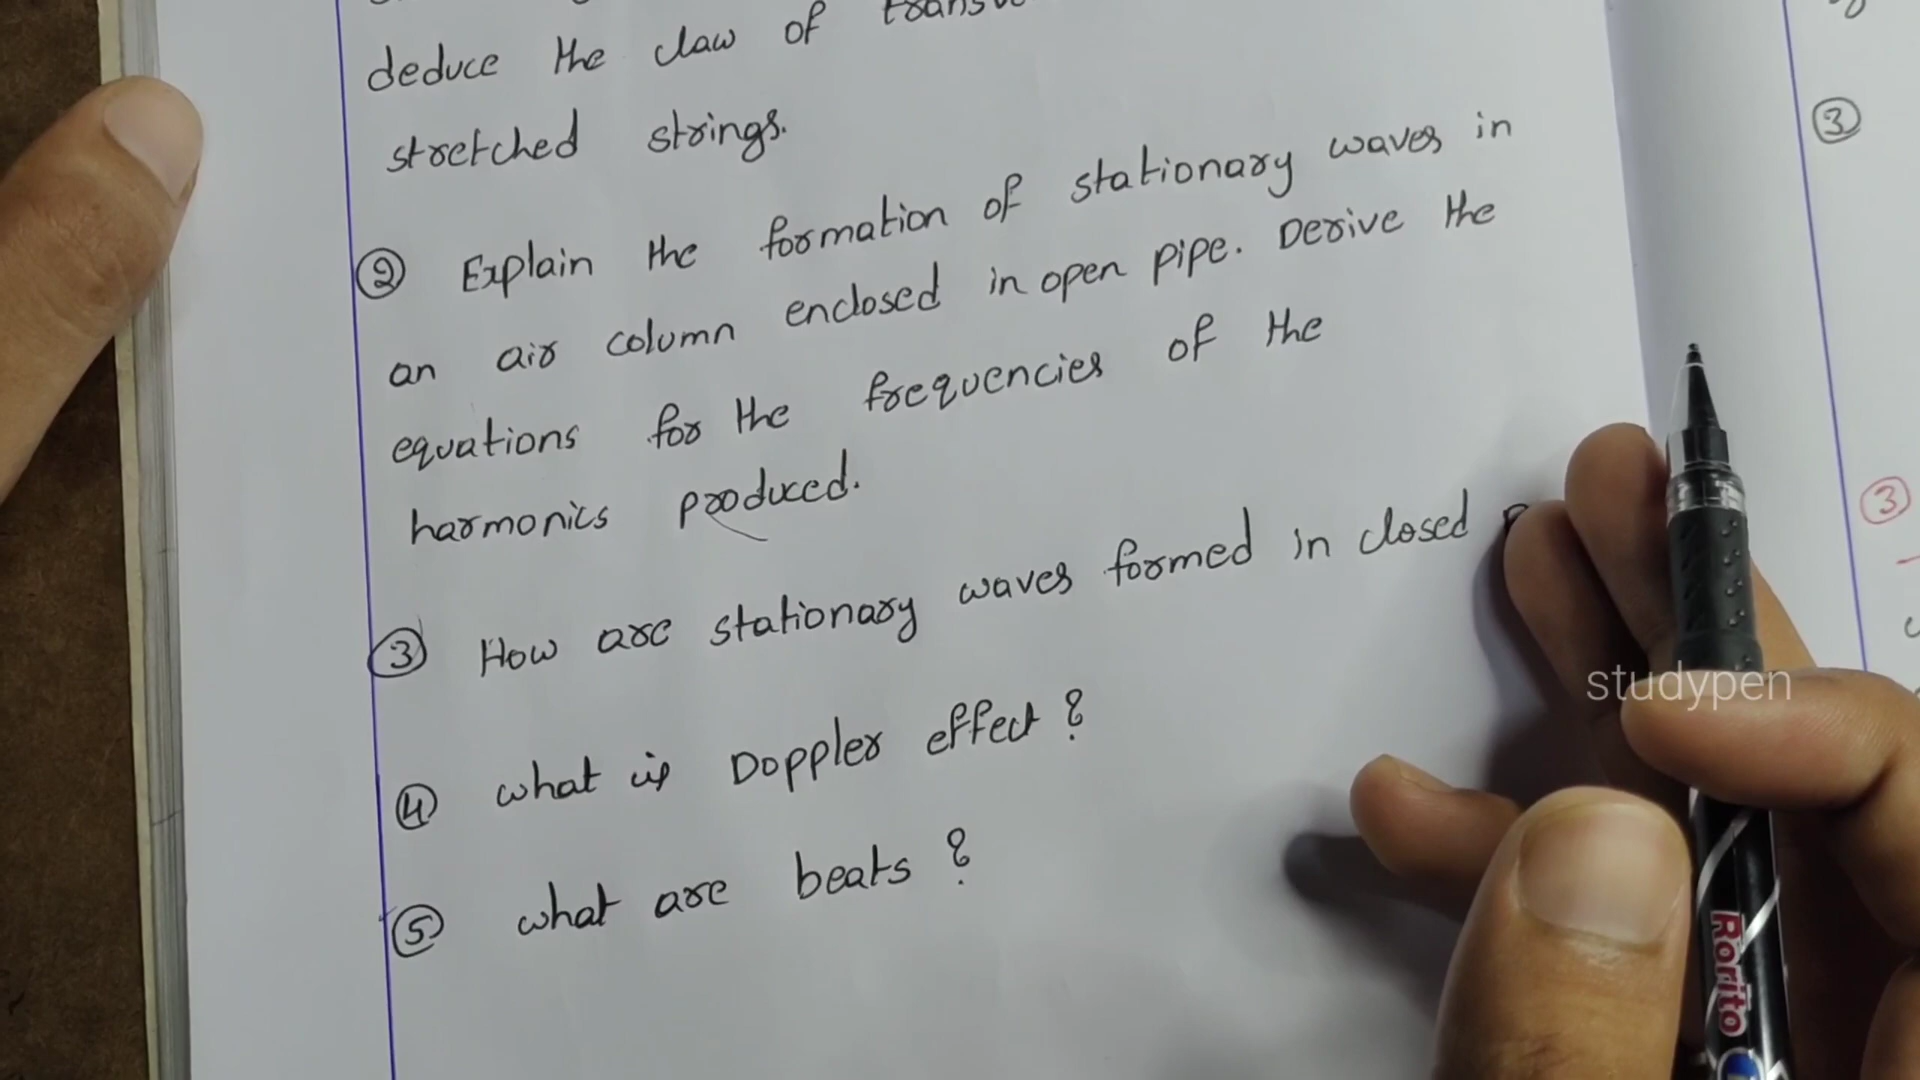 deduce the claw of
stretched strings.
② Explain the formation of stationary waves in
an air column enclosed in open pipe. Derive the
equations for the frequencies of the
harmonics produced.
③ How are stationary waves formed in closed
④ what is Doppler effect?
⑤ what are beats?
③
③
studypen
Rorito